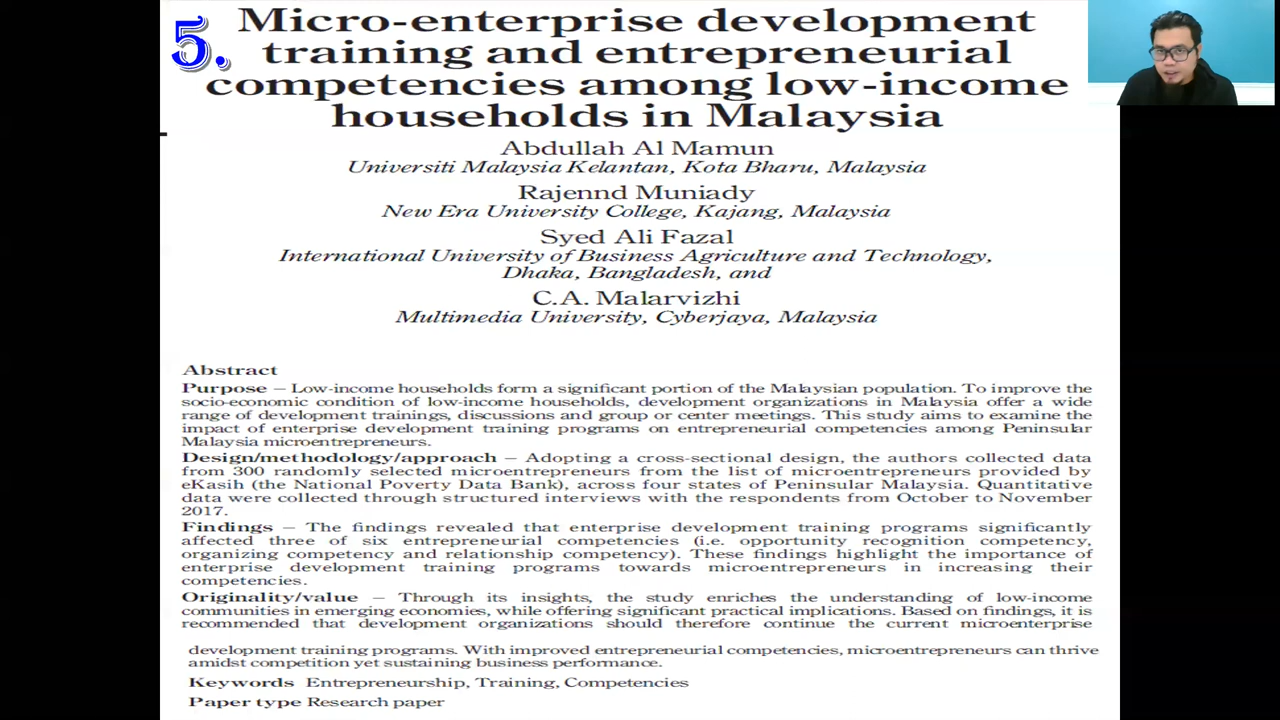 5.
Micro-enterprise development
training and entrepreneurial
competencies among low-income
households in Malaysia
Abdullah Al Mamun
Universiti Malaysia Kelantan, Kota Bharu, Malaysia
Rajennd Muniady
New Era University College, Kajang, Malaysia
Syed Ali Fazal
International University of Business Agriculture and Technology,
Dhaka, Bangladesh, and
C.A. Malarvizhi
Multimedia University, Cyberjaya, Malaysia
Abstract
Purpose – Low-income households form a significant portion of the Malaysian population. To improve the
socio-economic condition of low-income households, development organizations in Malaysia offer a wide
range of development trainings, discussions and group or center meetings. This study aims to examine the
impact of enterprise development training programs on entrepreneurial competencies among Peninsular
Malaysia microentrepreneurs.
Design/methodology/approach – Adopting a cross-sectional design, the authors collected data
from 300 randomly selected microentrepreneurs from the list of microentrepreneurs provided by
eKasih (the National Poverty Data Bank), across four states of Peninsular Malaysia. Quantitative
data were collected through structured interviews with the respondents from October to November
2017.
Findings – The findings revealed that enterprise development training programs significantly
affected three of six entrepreneurial competencies (i.e. opportunity recognition competency,
organizing competency and relationship competency). These findings highlight the importance of
enterprise development training programs towards microentrepreneurs in increasing their
competencies.
Originality/value – Through its insights, the study enriches the understanding of low-income
communities in emerging economies, while offering significant practical implications. Based on findings, it is
recommended that development organizations should therefore continue the current microenterprise
development training programs. With improved entrepreneurial competencies, microentrepreneurs can thrive
amidst competition yet sustaining business performance.
Keywords Entrepreneurship, Training, Competencies
Paper type Research paper